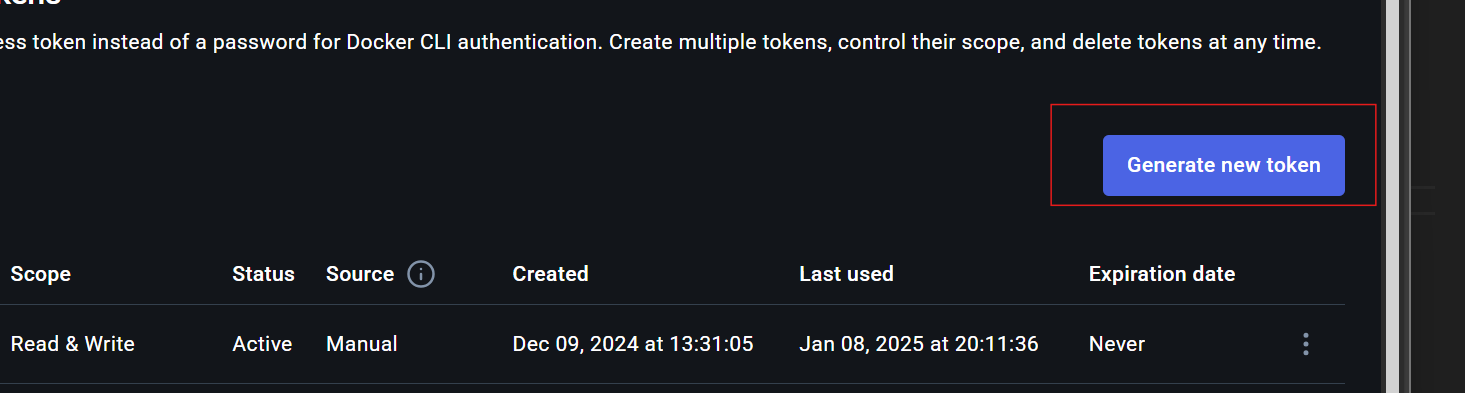 ess token instead of a password for Docker CLI authentication. Create multiple tokens, control their scope, and delete tokens at any time.
Generate new token
Scope Status Source Created Last used Expiration date
Read & Write Active Manual Dec 09, 2024 at 13:31:05 Jan 08, 2025 at 20:11:36 Never